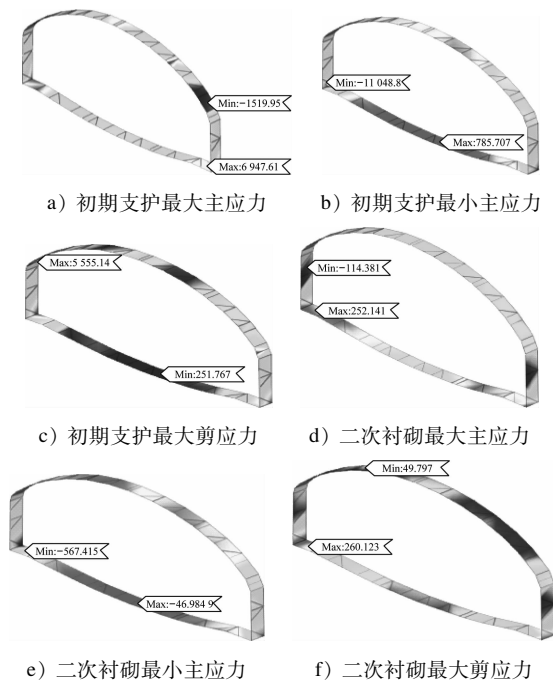 Min:−1519.95
Max:6 947.61
a）初期支护最大主应力
Min:−11 048.8
Max:785.707
b）初期支护最小主应力
Max:5 555.14
Min:251.767
c）初期支护最大剪应力
Min:−114.381
Max:252.141
d）二次衬砌最大主应力
Min:−567.415
Max:−46.984 9
e）二次衬砌最小主应力
Min:49.797
Max:260.123
f）二次衬砌最大剪应力